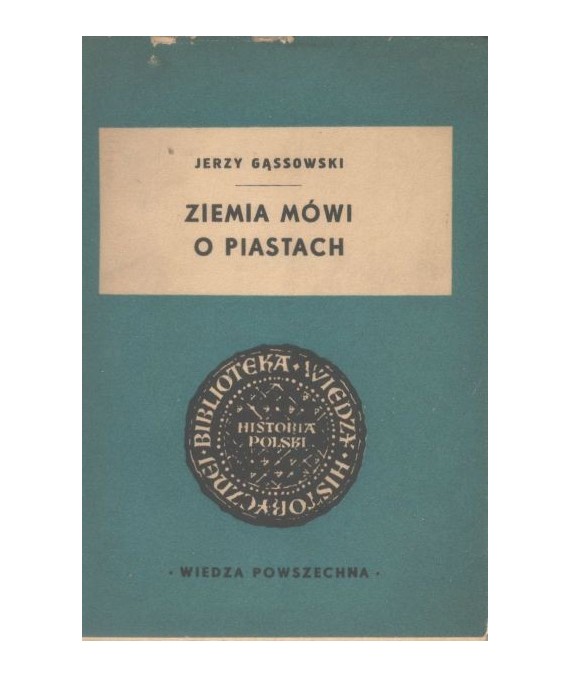 JERZY GĄSSOWSKI
ZIEMIA MÓWI
O PIASTACH
BIBLIOTEKA • WIEDZY • HISTORYCZNEJ •
HISTORIA
POLSKI
• WIEDZA POWSZECHNA •